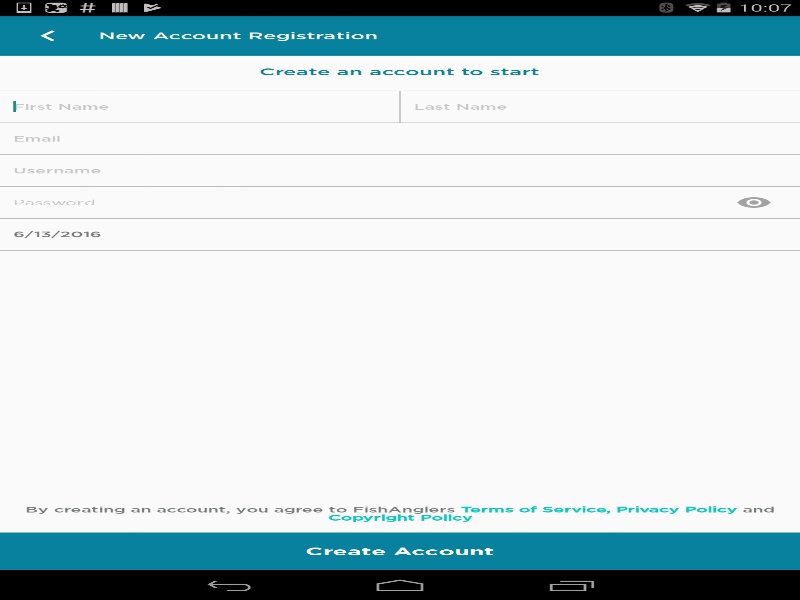 10:07
New Account Registration
Create an account to start
First Name
Last Name
Email
Username
Password
6/13/2016
By creating an account, you agree to FishAnglers Terms of Service, Privacy Policy and
Copyright Policy
Create Account